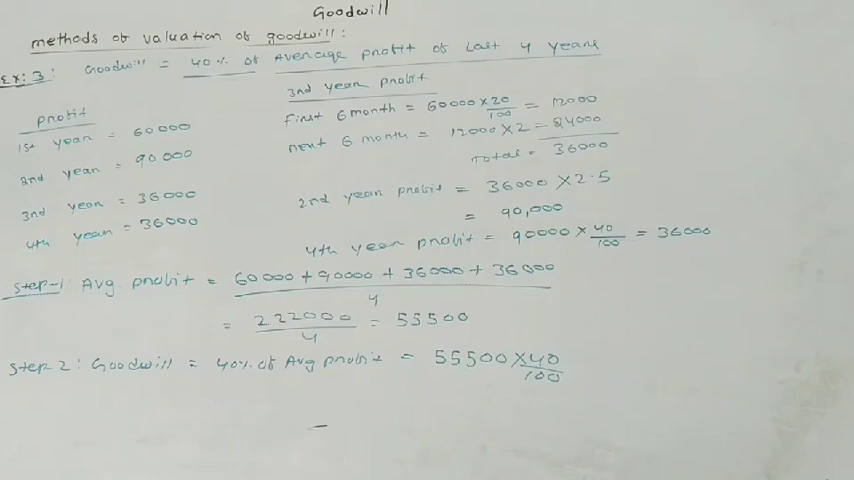 Goodwill
methods of valuation of goodwill:
Ex: 3: Goodwill = 40% of Average profit of Last 4 years
profit
1st year = 60000
2nd year = 90000
3rd year = 36000
4th year = 36000
3rd year profit
First 6 month = 60000 × 20/100 = 12000
next 6 month = 12000 × 2 = 24000
Total = 36000
2nd year profit = 36000 × 2.5
= 90,000
4th year profit = 90000 × 40/100 = 36000
Step-1: Avg. profit = 60000 + 90000 + 36000 + 36000 / 4
= 222000 / 4 = 55500
Step 2: Goodwill = 40% of Avg profit = 55500 × 40/100